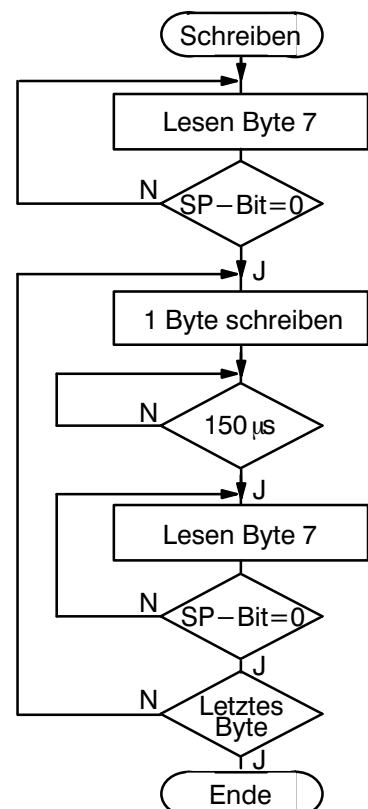 Schreiben
Lesen Byte 7
N
SP-Bit=0
J
1 Byte schreiben
N
150 µs
J
Lesen Byte 7
N
SP-Bit=0
J
N
Letztes
Byte
J
Ende